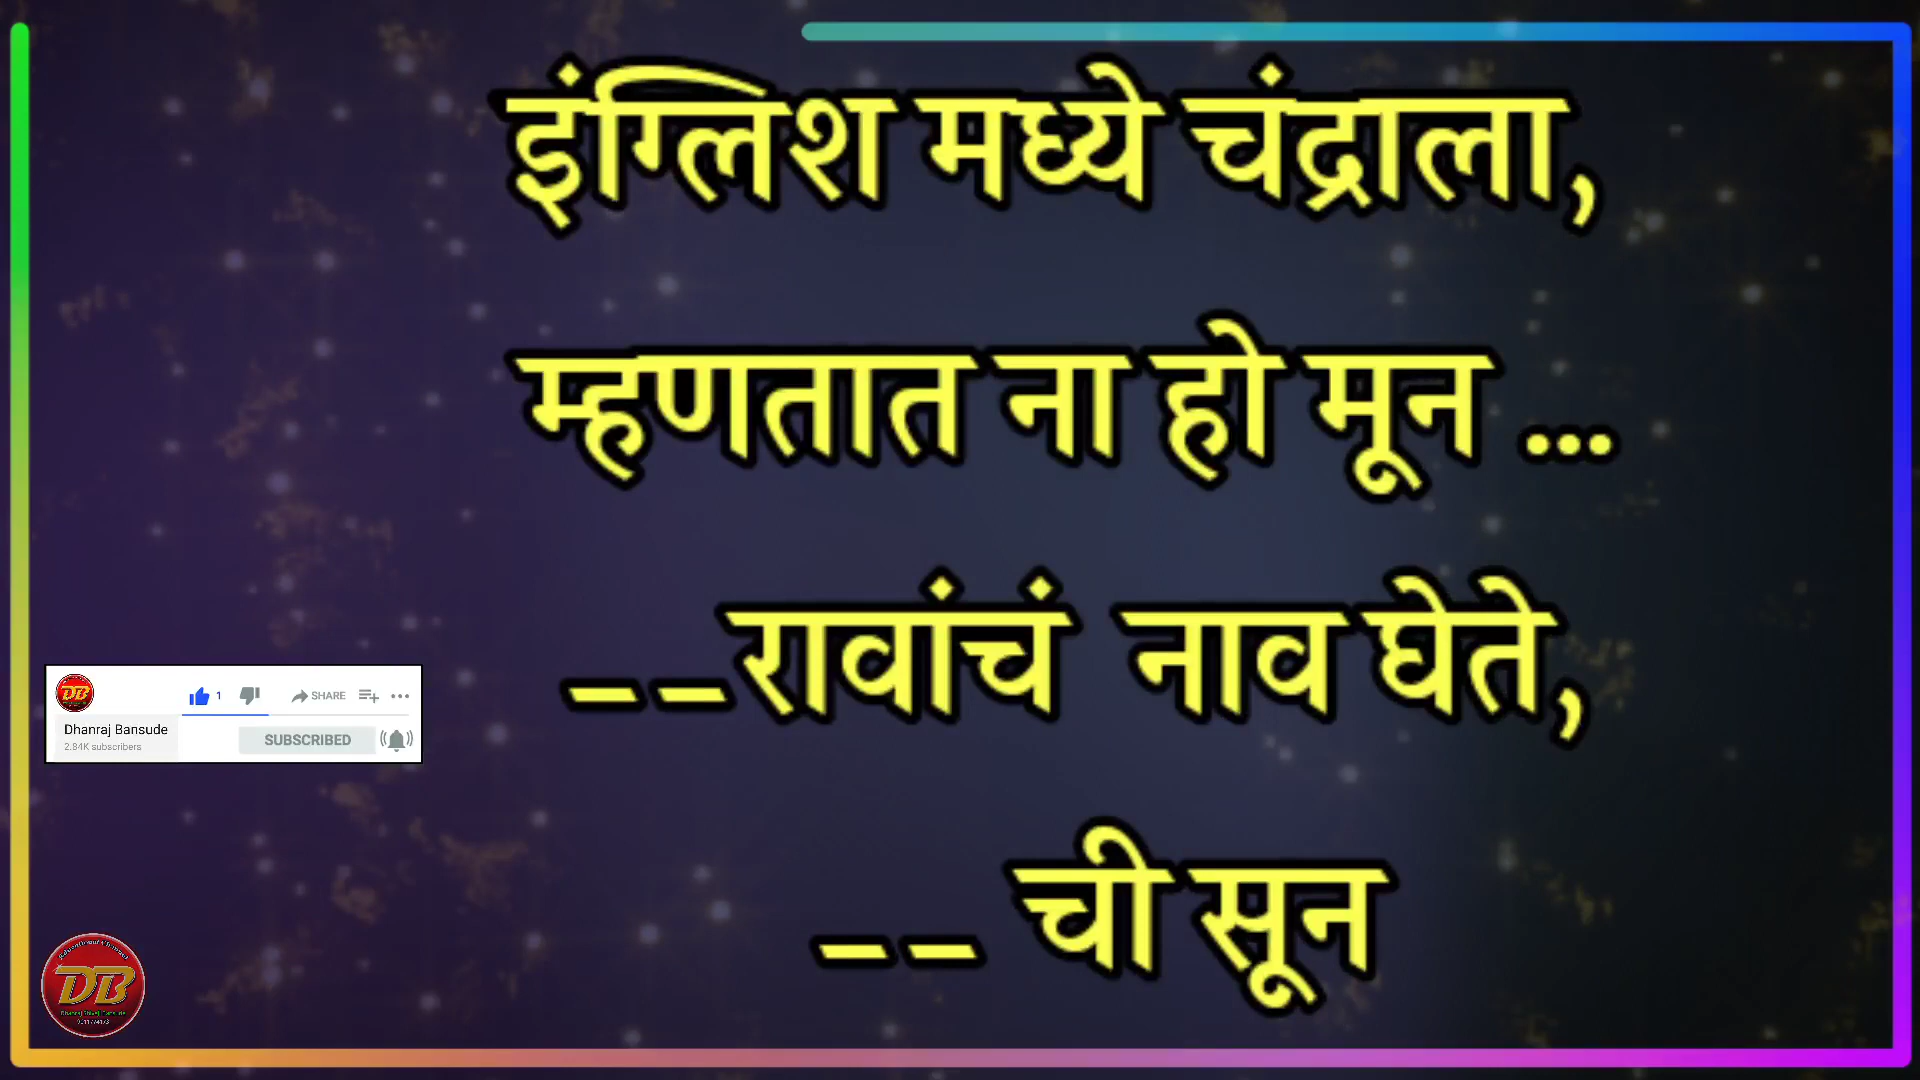 इंग्लिश मध्ये चंद्राला,
म्हणतात ना हो मून ...
--रावांचं नाव घेते,
-- ची सून
1
SHARE
Dhanraj Bansude
2.84K subscribers
SUBSCRIBED
DB